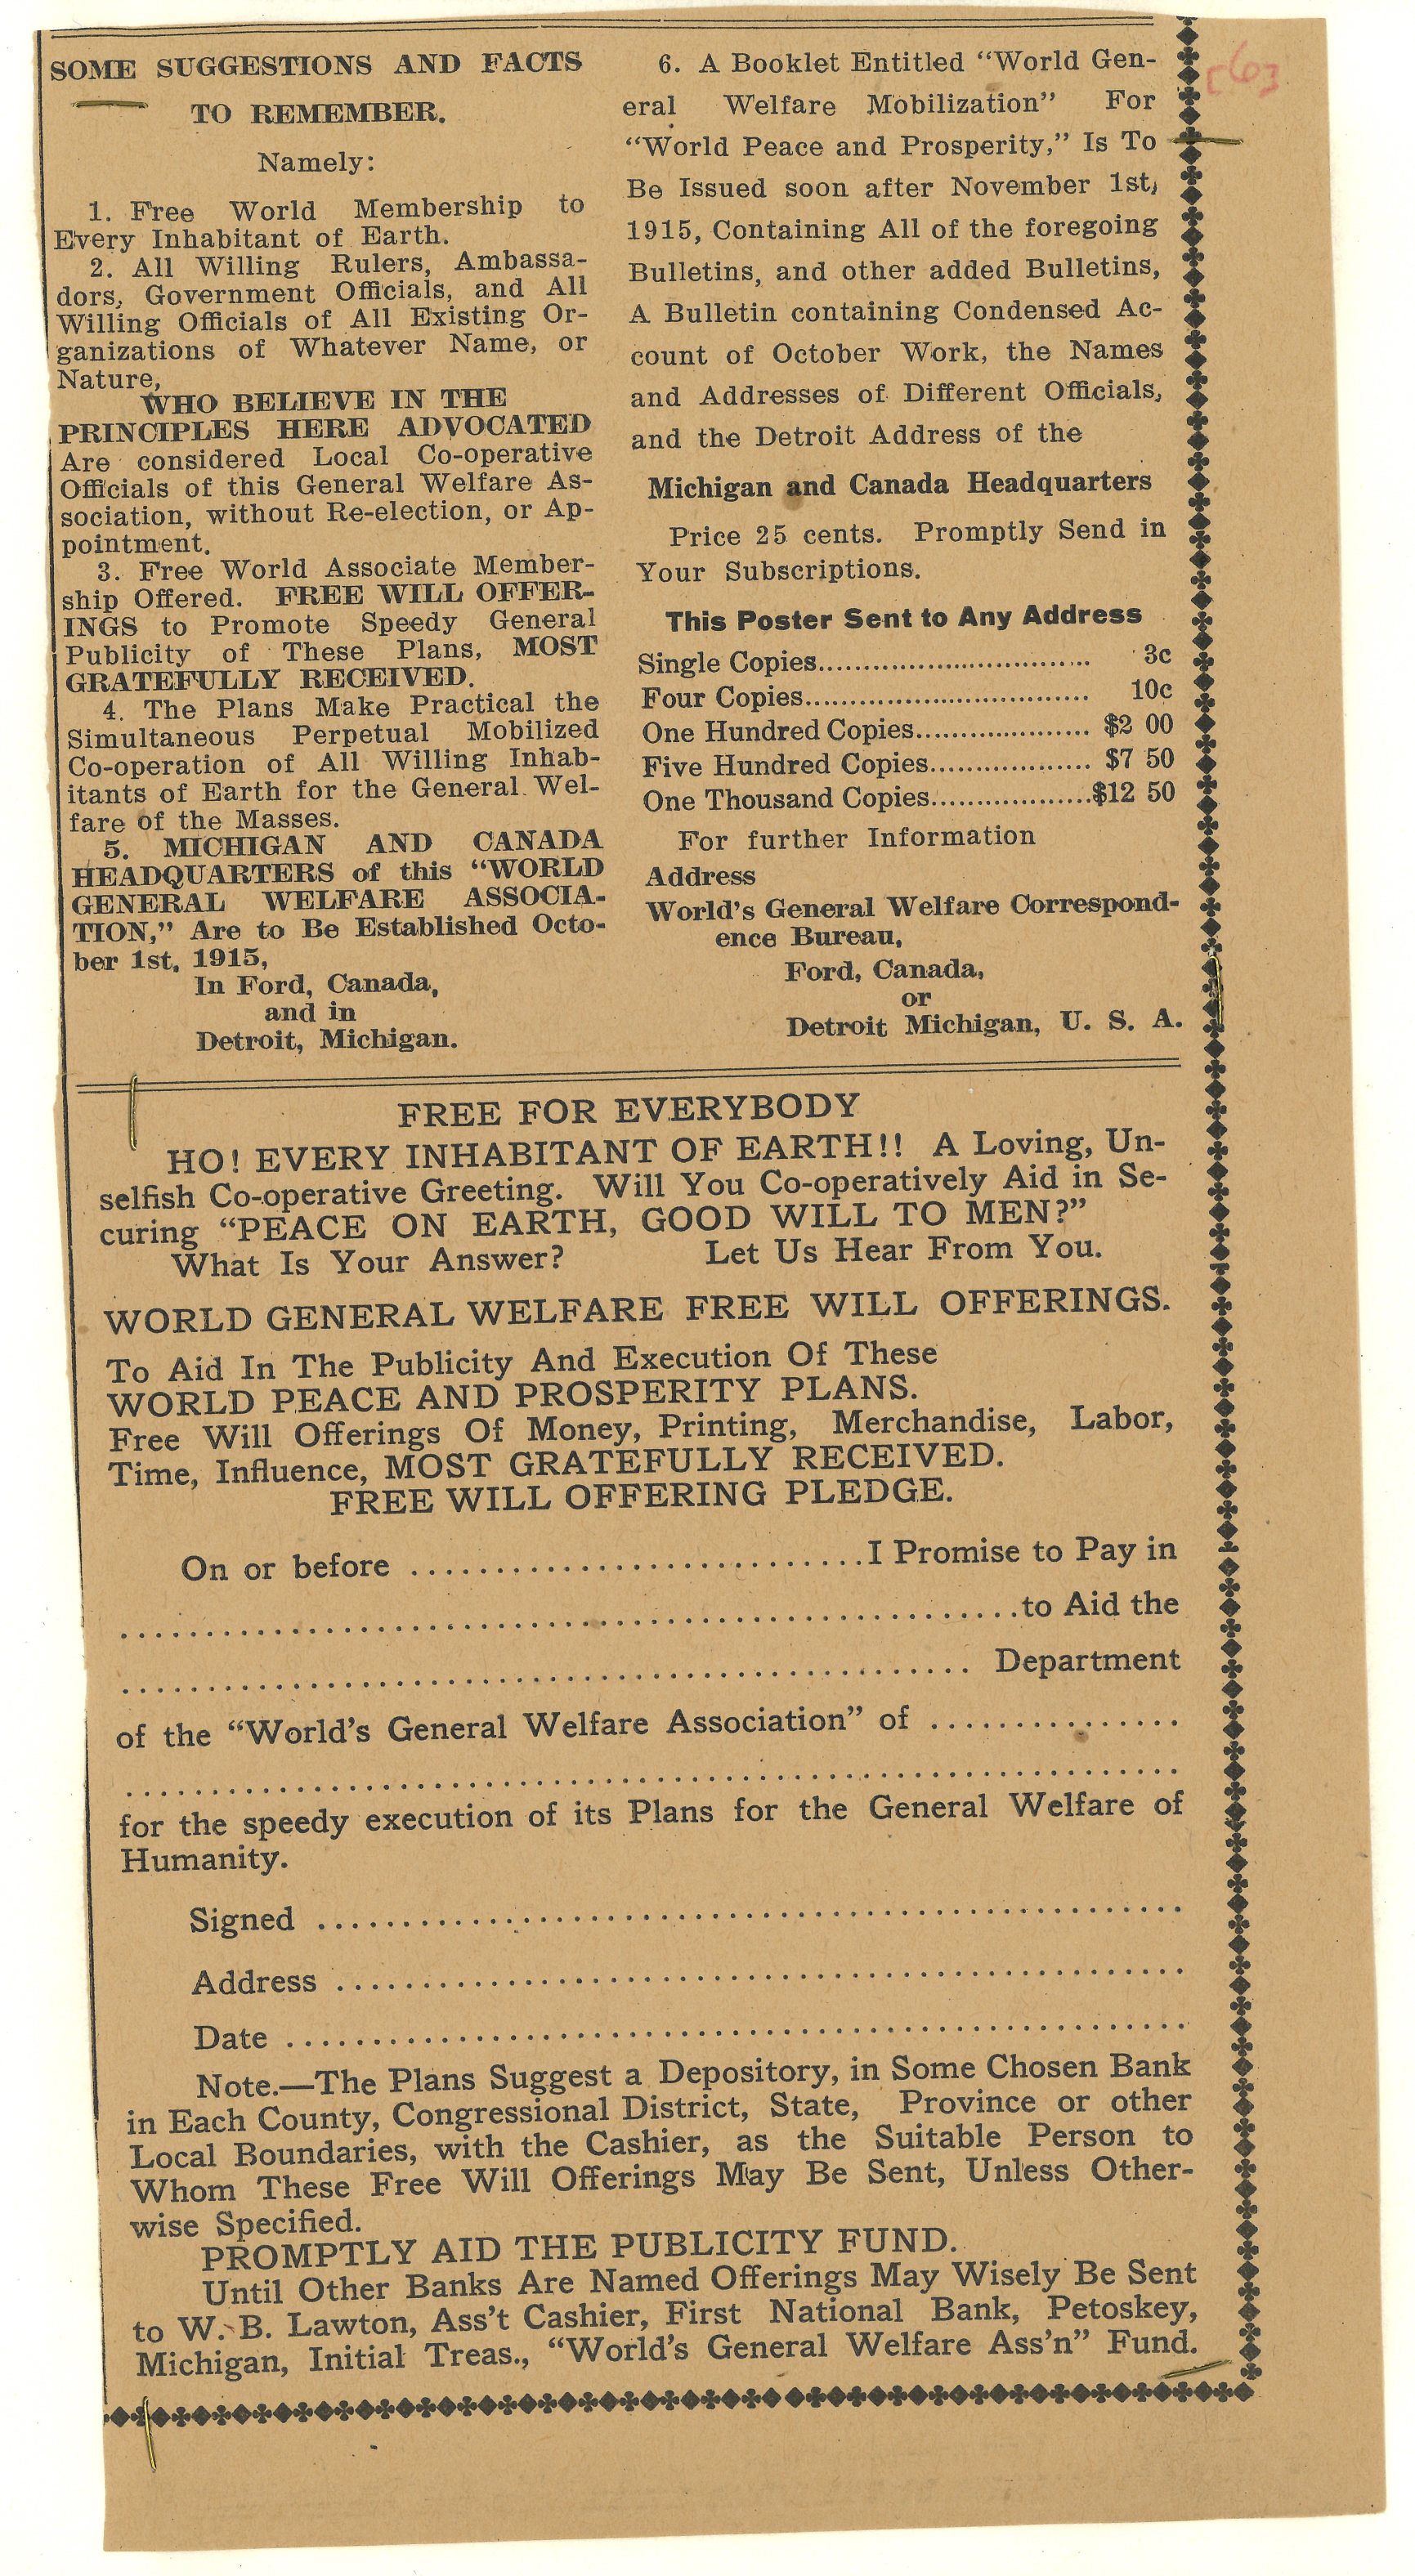 SOME SUGGESTIONS AND FACTS
TO REMEMBER.
Namely:
1. Free World Membership to
Every Inhabitant of Earth.
2. All Willing Rulers, Ambassa-
dors, Government Officials, and All
Willing Officials of All Existing Or-
ganizations of Whatever Name, or
Nature,
WHO BELIEVE IN THE
PRINCIPLES HERE ADVOCATED
Are considered Local Co-operative
Officials of this General Welfare As-
sociation, without Re-election, or Ap-
pointment.
3. Free World Associate Member-
ship Offered. FREE WILL OFFER-
INGS to Promote Speedy General
Publicity of These Plans, MOST
GRATEFULLY RECEIVED.
4. The Plans Make Practical the
Simultaneous Perpetual Mobilized
Co-operation of All Willing Inhab-
itants of Earth for the General Wel-
fare of the Masses.
5. MICHIGAN AND CANADA
HEADQUARTERS of this "WORLD
GENERAL WELFARE ASSOCIA-
TION," Are to Be Established Octo-
ber 1st, 1915,
In Ford, Canada,
and in
Detroit, Michigan.
6. A Booklet Entitled "World Gen-
eral Welfare Mobilization" For
"World Peace and Prosperity," Is To
Be Issued soon after November 1st,
1915, Containing All of the foregoing
Bulletins, and other added Bulletins,
A Bulletin containing Condensed Ac-
count of October Work, the Names
and Addresses of Different Officials,
and the Detroit Address of the
Michigan and Canada Headquarters
Price 25 cents. Promptly Send in
Your Subscriptions.
This Poster Sent to Any Address
Single Copies................................ 3c
Four Copies................................. 10c
One Hundred Copies.................... $2 00
Five Hundred Copies................... $7 50
One Thousand Copies...................$12 50
For further Information
Address
World's General Welfare Correspond-
ence Bureau,
Ford, Canada,
or
Detroit Michigan, U. S. A.
[63
FREE FOR EVERYBODY
HO! EVERY INHABITANT OF EARTH!! A Loving, Un-
selfish Co-operative Greeting. Will You Co-operatively Aid in Se-
curing "PEACE ON EARTH, GOOD WILL TO MEN?"
What Is Your Answer? Let Us Hear From You.
WORLD GENERAL WELFARE FREE WILL OFFERINGS.
To Aid In The Publicity And Execution Of These
WORLD PEACE AND PROSPERITY PLANS.
Free Will Offerings Of Money, Printing, Merchandise, Labor,
Time, Influence, MOST GRATEFULLY RECEIVED.
FREE WILL OFFERING PLEDGE.
On or before ...........................I Promise to Pay in
................................................................to Aid the
............................................................. Department
of the "World's General Welfare Association" of ...............
...........................................................................
for the speedy execution of its Plans for the General Welfare of
Humanity.
Signed .............................................................
Address ............................................................
Date ...............................................................
Note.—The Plans Suggest a Depository, in Some Chosen Bank
in Each County, Congressional District, State, Province or other
Local Boundaries, with the Cashier, as the Suitable Person to
Whom These Free Will Offerings May Be Sent, Unless Other-
wise Specified.
PROMPTLY AID THE PUBLICITY FUND.
Until Other Banks Are Named Offerings May Wisely Be Sent
to W. B. Lawton, Ass't Cashier, First National Bank, Petoskey,
Michigan, Initial Treas., "World's General Welfare Ass'n" Fund.